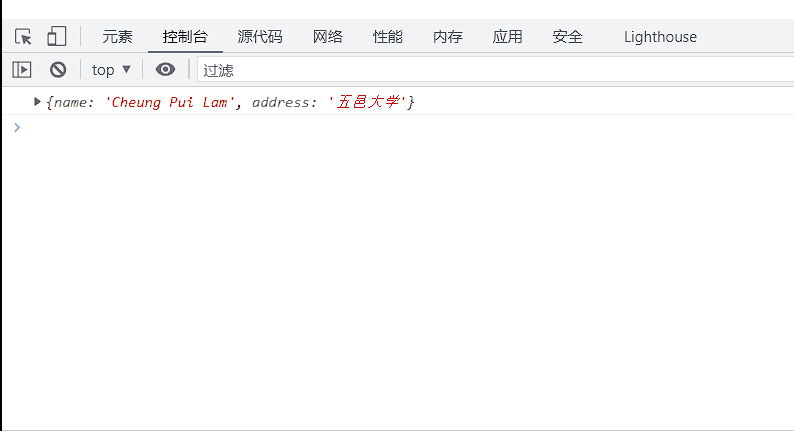 元素 控制台 源代码 网络 性能 内存 应用 安全 Lighthouse
top ▼ 过滤
▶ {name: 'Cheung Pui Lam', address: '五邑大学'}
>